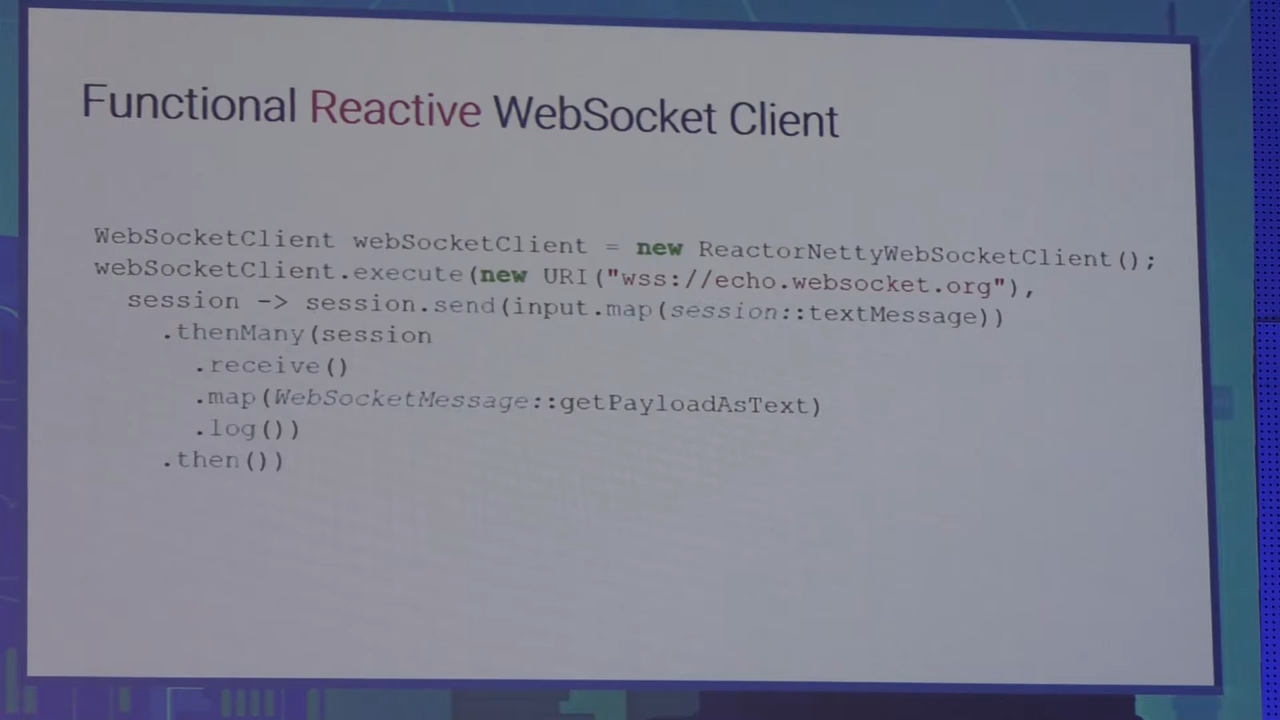 Functional Reactive WebSocket Client
WebSocketClient webSocketClient = new ReactorNettyWebSocketClient();
webSocketClient.execute(new URI("wss://echo.websocket.org"),
session -> session.send(input.map(session::textMessage))
.thenMany(session
.receive()
.map(WebSocketMessage::getPayloadAsText)
.log())
.then())